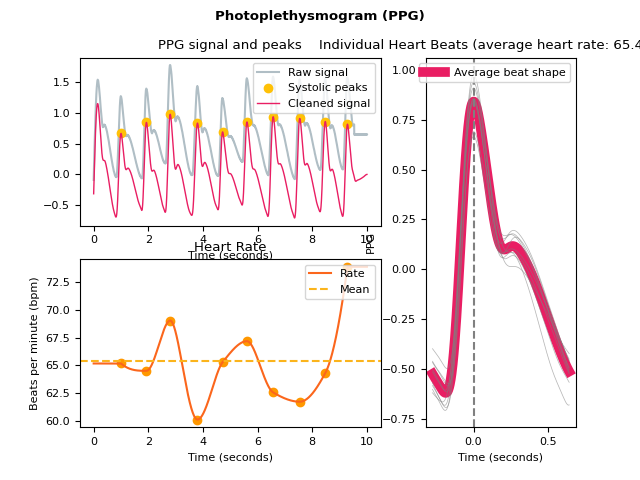 Photoplethysmogram (PPG)
PPG signal and peaks
Individual Heart Beats (average heart rate: 65.4
Raw signal
Systolic peaks
Cleaned signal
1.5
1.0
0.5
0.0
−0.5
0 2 4 6 8 10
Time (seconds)
Heart Rate
Rate
Mean
Beats per minute (bpm)
72.5
70.0
67.5
65.0
62.5
60.0
0 2 4 6 8 10
Time (seconds)
PPG
Average beat shape
1.00
0.75
0.50
0.25
0.00
−0.25
−0.50
−0.75
0.0 0.5
Time (seconds)